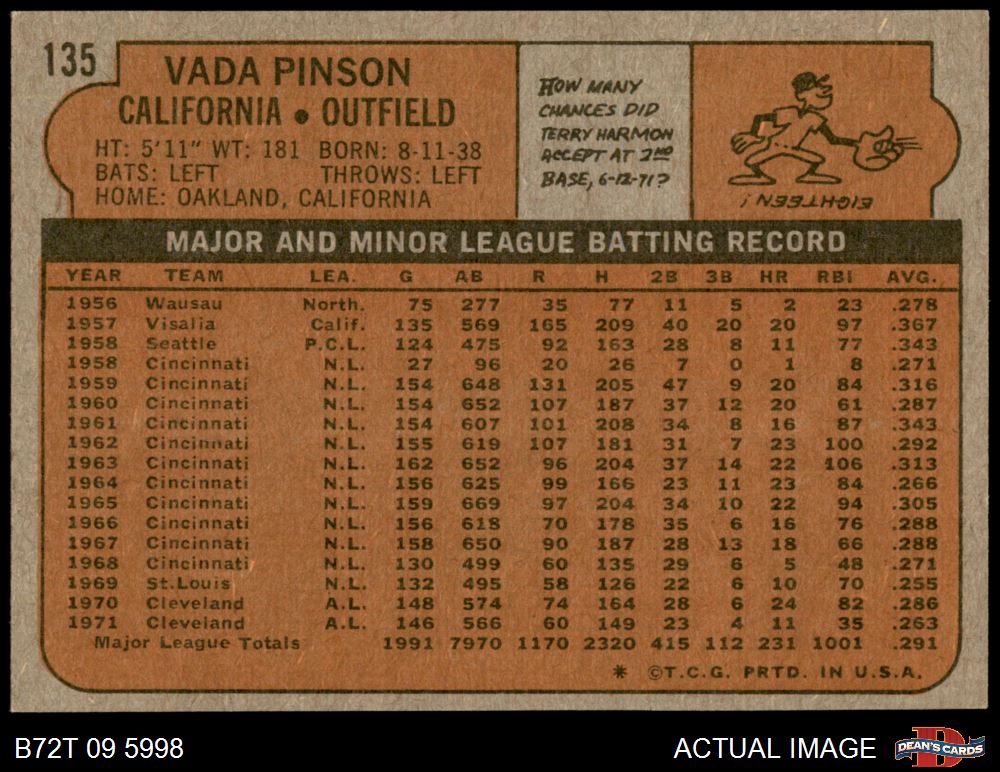 135
VADA PINSON
CALIFORNIA • OUTFIELD
HT: 5'11" WT: 181 BORN: 8-11-38
BATS: LEFT THROWS: LEFT
HOME: OAKLAND, CALIFORNIA
HOW MANY
CHANCES DID
TERRY HARMON
ACCEPT AT 2ND
BASE, 6-12-71?
EIGHTEEN!
MAJOR AND MINOR LEAGUE BATTING RECORD
YEAR TEAM LEA. G AB R H 2B 3B HR RBI AVG.
1956 Wausau North. 75 277 35 77 11 5 2 23 .278
1957 Visalia Calif. 135 569 165 209 40 20 20 97 .367
1958 Seattle P.C.L. 124 475 92 163 28 8 11 77 .343
1958 Cincinnati N.L. 27 96 20 26 7 0 1 8 .271
1959 Cincinnati N.L. 154 648 131 205 47 9 20 84 .316
1960 Cincinnati N.L. 154 652 107 187 37 12 20 61 .287
1961 Cincinnati N.L. 154 607 101 208 34 8 16 87 .343
1962 Cincinnati N.L. 155 619 107 181 31 7 23 100 .292
1963 Cincinnati N.L. 162 652 96 204 37 14 22 106 .313
1964 Cincinnati N.L. 156 625 99 166 23 11 23 84 .266
1965 Cincinnati N.L. 159 669 97 204 34 10 22 94 .305
1966 Cincinnati N.L. 156 618 70 178 35 6 16 76 .288
1967 Cincinnati N.L. 158 650 90 187 28 13 18 66 .288
1968 Cincinnati N.L. 130 499 60 135 29 6 5 48 .271
1969 St.Louis N.L. 132 495 58 126 22 6 10 70 .255
1970 Cleveland A.L. 148 574 74 164 28 6 24 82 .286
1971 Cleveland A.L. 146 566 60 149 23 4 11 35 .263
Major League Totals 1991 7970 1170 2320 415 112 231 1001 .291
* ©T.C.G. PRTD. IN U.S.A.
B72T 09 5998 ACTUAL IMAGE DEAN'S CARDS